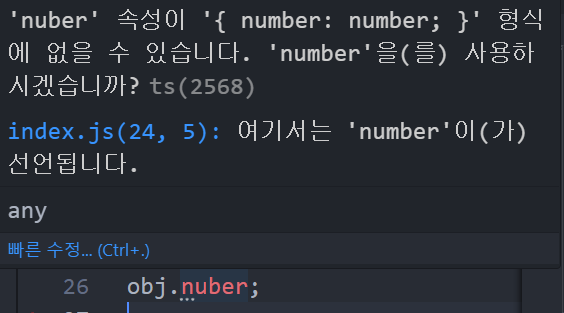 'nuber' 속성이 '{ number: number; }' 형식
에 없을 수 있습니다. 'number'을(를) 사용하
시겠습니까? ts(2568)
index.js(24, 5): 여기서는 'number'이(가)
선언됩니다.
any
빠른 수정... (Ctrl+.)
26 obj.nuber;